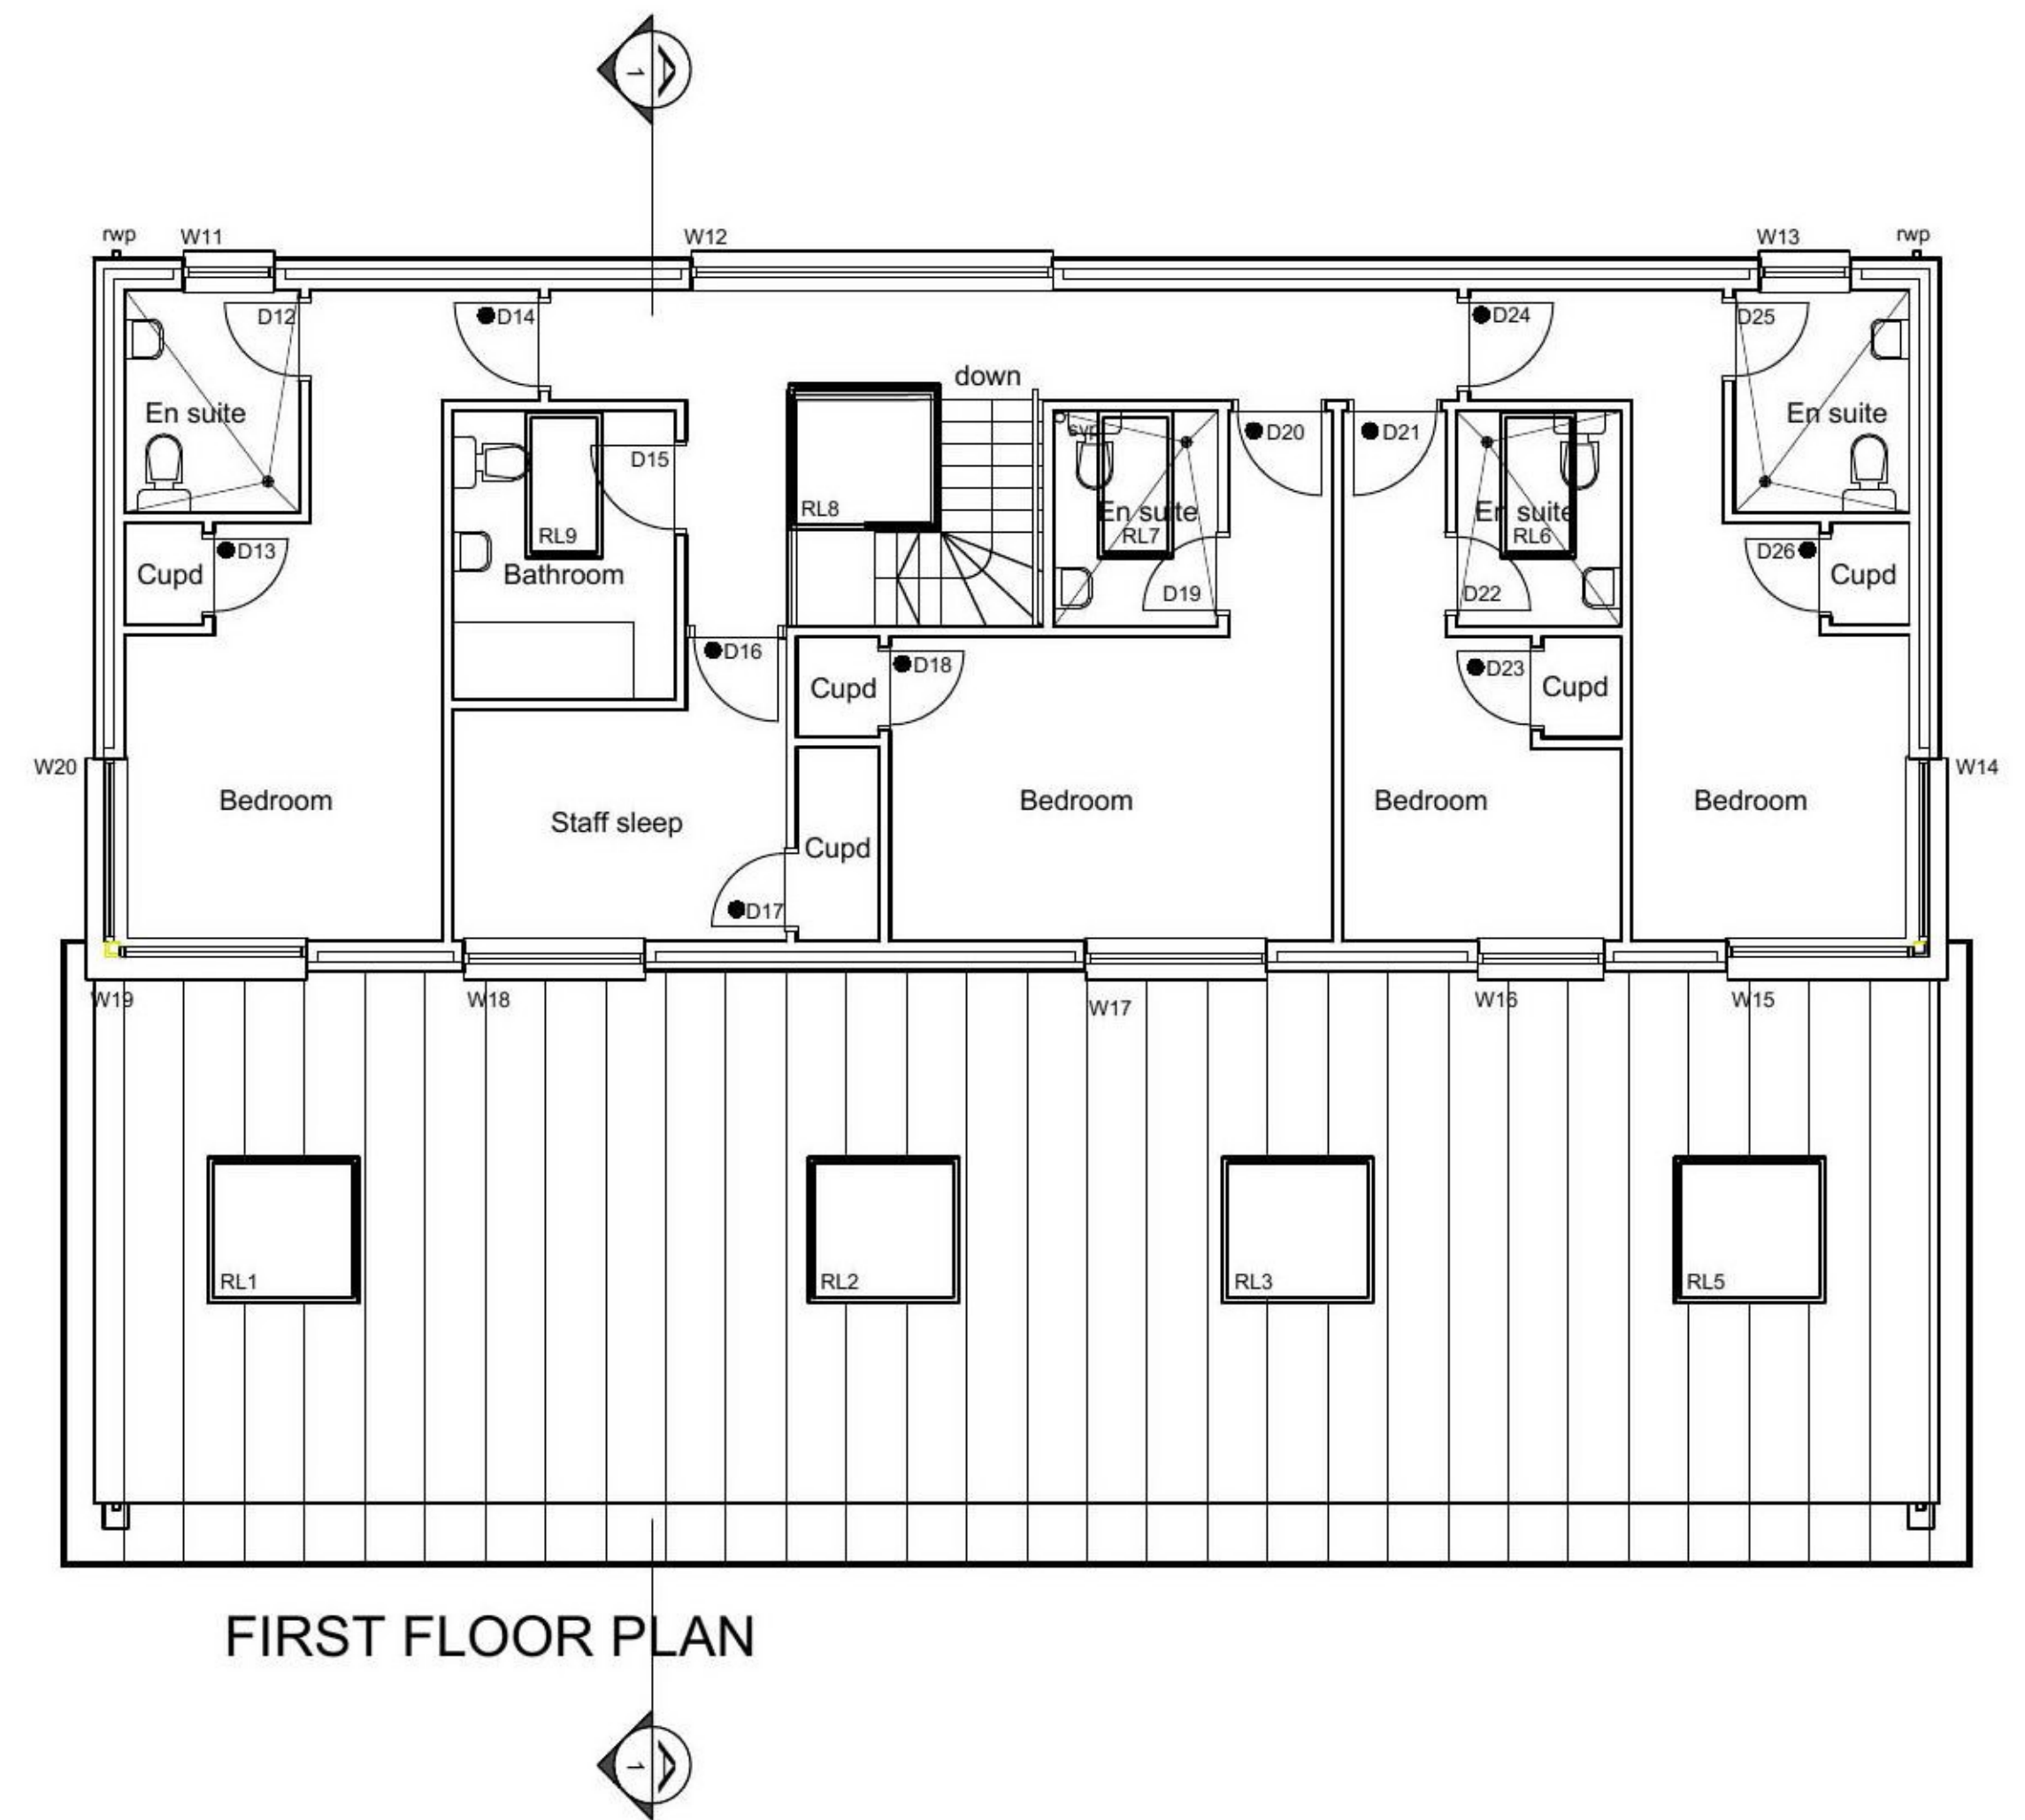 1
rwp
W11
W12
W13
rwp
D12
D14
D24
D25
down
En suite
En suite
D15
D20
D21
svp
RL8
RL9
En suite
RL7
En suite
RL6
D13
D26
Cupd
Bathroom
Cupd
D19
D22
D16
D18
D23
Cupd
Cupd
W20
W14
Bedroom
Staff sleep
Bedroom
Bedroom
Bedroom
Cupd
D17
W19
W18
W17
W16
W15
RL1
RL2
RL3
RL5
FIRST FLOOR PLAN
1